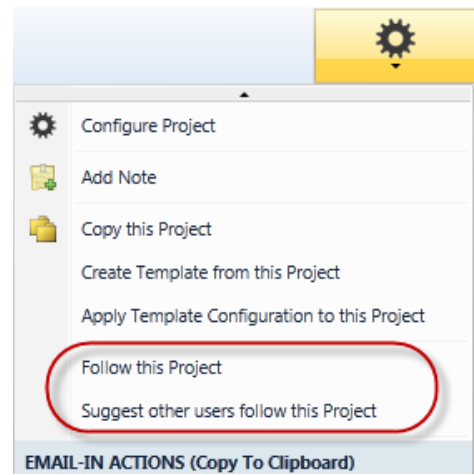 Configure Project
Add Note
Copy this Project
Create Template from this Project
Apply Template Configuration to this Project
Follow this Project
Suggest other users follow this Project
EMAIL-IN ACTIONS (Copy To Clipboard)